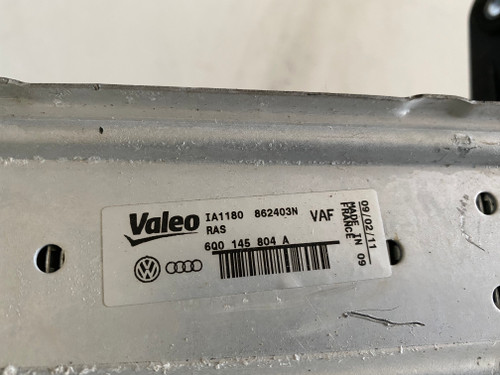 Valeo IA1180 862403N VAF
RAS
6Q0 145 804 A
09/02/11
MADE IN 09
FRANCE